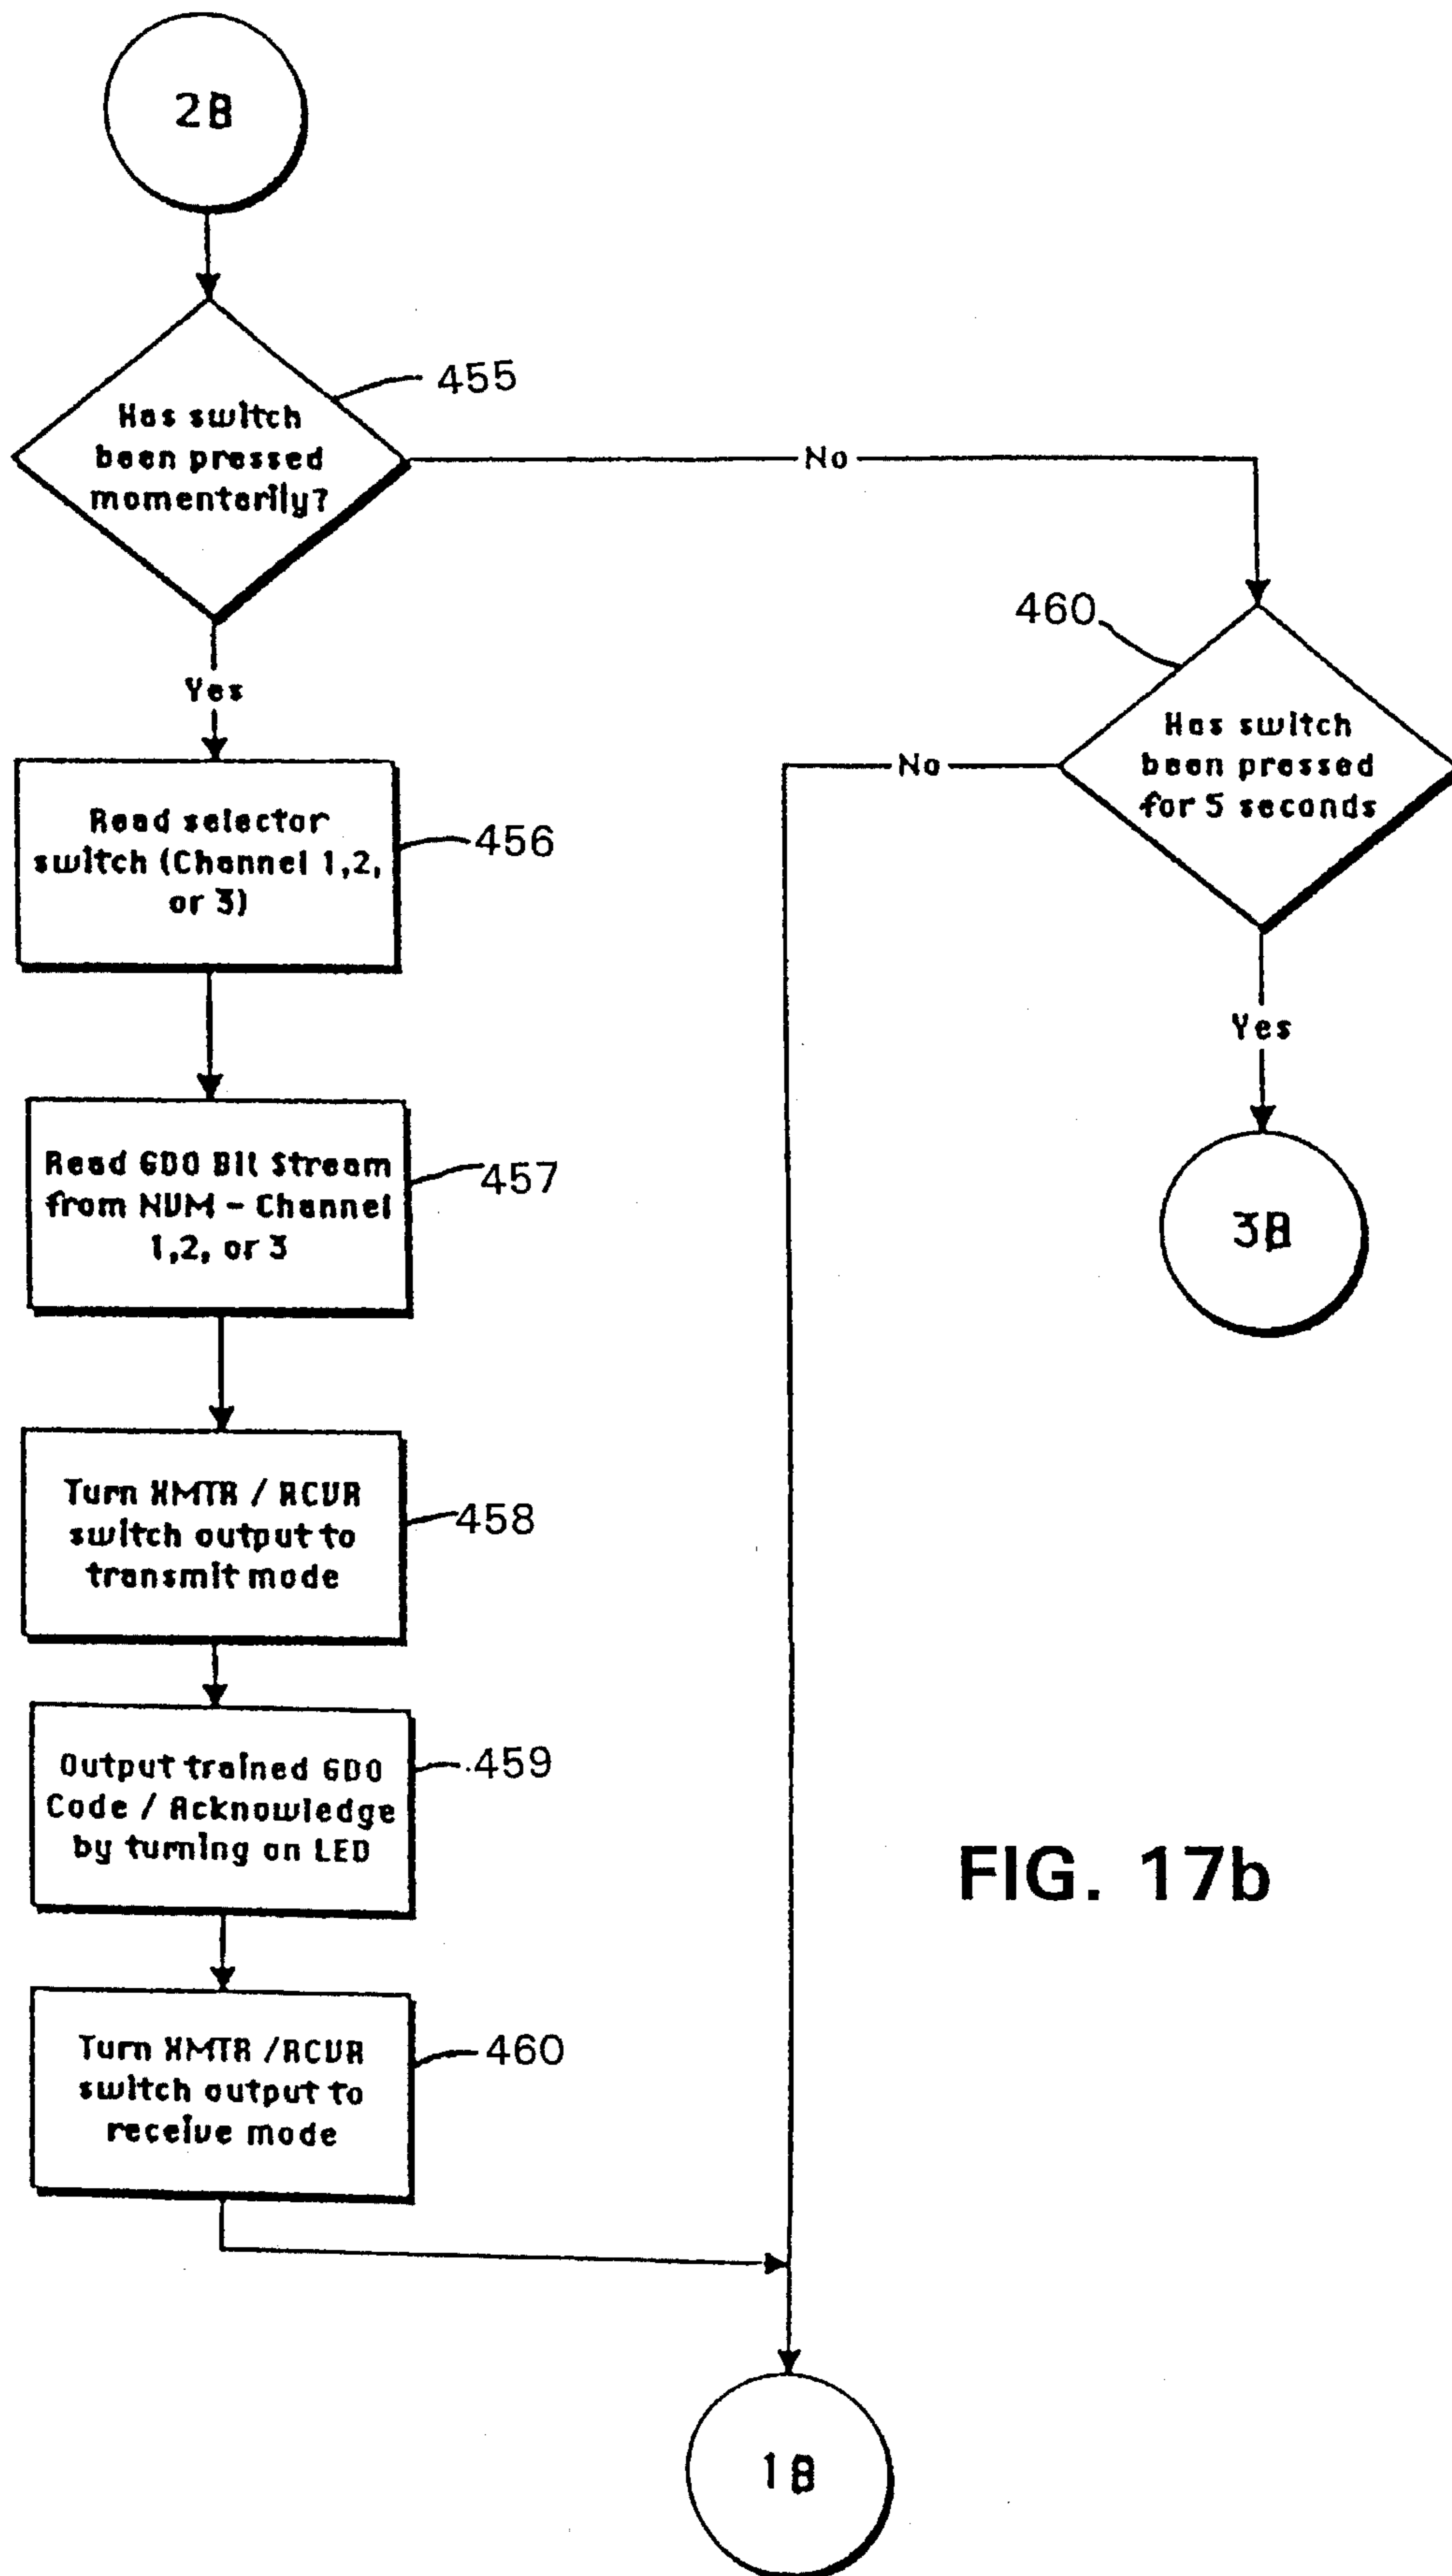 2B
Has switch
been pressed
momentarily?
455
No
Yes
460
Has switch
been pressed
for 5 seconds
No
Yes
3B
Read selector
switch (Channel 1,2,
or 3)
456
Read GDO Bit Stream
from NVM - Channel
1,2, or 3
457
Turn XMTR / RCVR
switch output to
transmit mode
458
Output trained GDO
Code / Acknowledge
by turning on LED
459
Turn XMTR /RCVR
switch output to
receive mode
460
1B
FIG. 17b